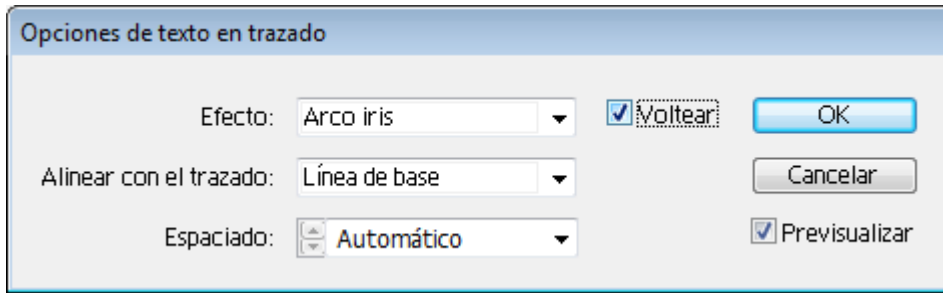 Opciones de texto en trazado
Efecto: Arco iris Voltear OK
Alinear con el trazado: Línea de base Cancelar
Espaciado: Automático Previsualizar